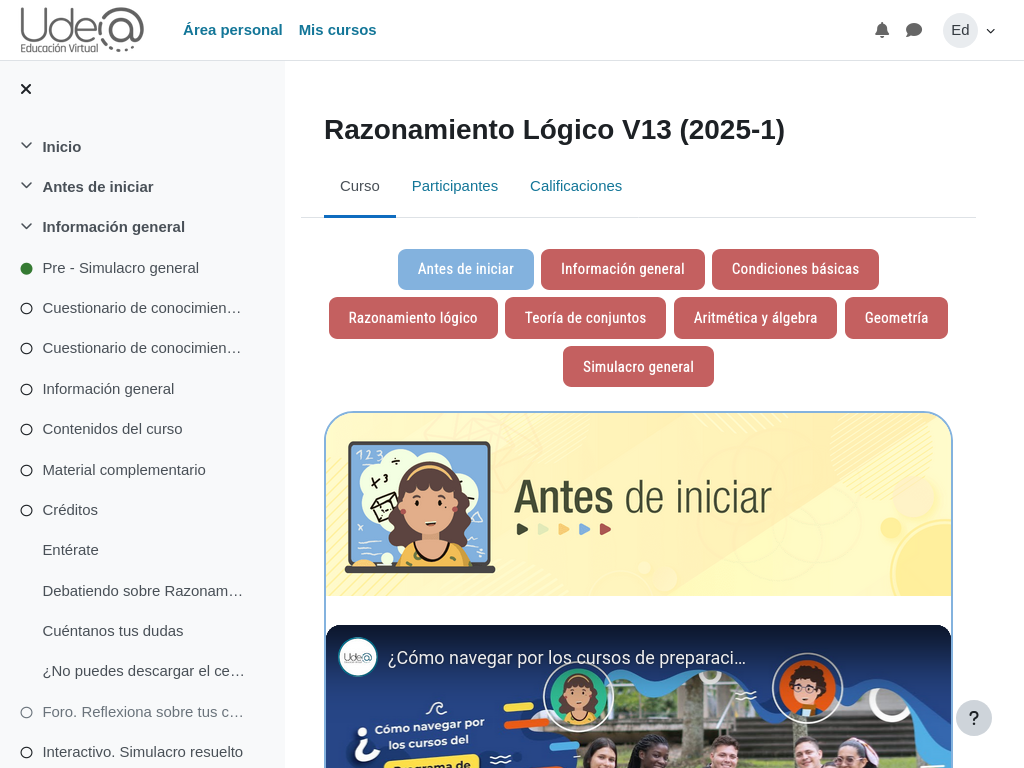 UdeA
Educación Virtual
Área personal
Mis cursos
Ed
Inicio
Antes de iniciar
Información general
Pre - Simulacro general
Cuestionario de conocimien…
Cuestionario de conocimien…
Información general
Contenidos del curso
Material complementario
Créditos
Entérate
Debatiendo sobre Razonam…
Cuéntanos tus dudas
¿No puedes descargar el ce…
Foro. Reflexiona sobre tus c…
Interactivo. Simulacro resuelto
Razonamiento Lógico V13 (2025-1)
Curso
Participantes
Calificaciones
Antes de iniciar
Información general
Condiciones básicas
Razonamiento lógico
Teoría de conjuntos
Aritmética y álgebra
Geometría
Simulacro general
1 2 3
x 3
Antes de iniciar
UdeA
¿Cómo navegar por los cursos de preparaci…
¿
Cómo navegar por
los cursos del
Programa de
?